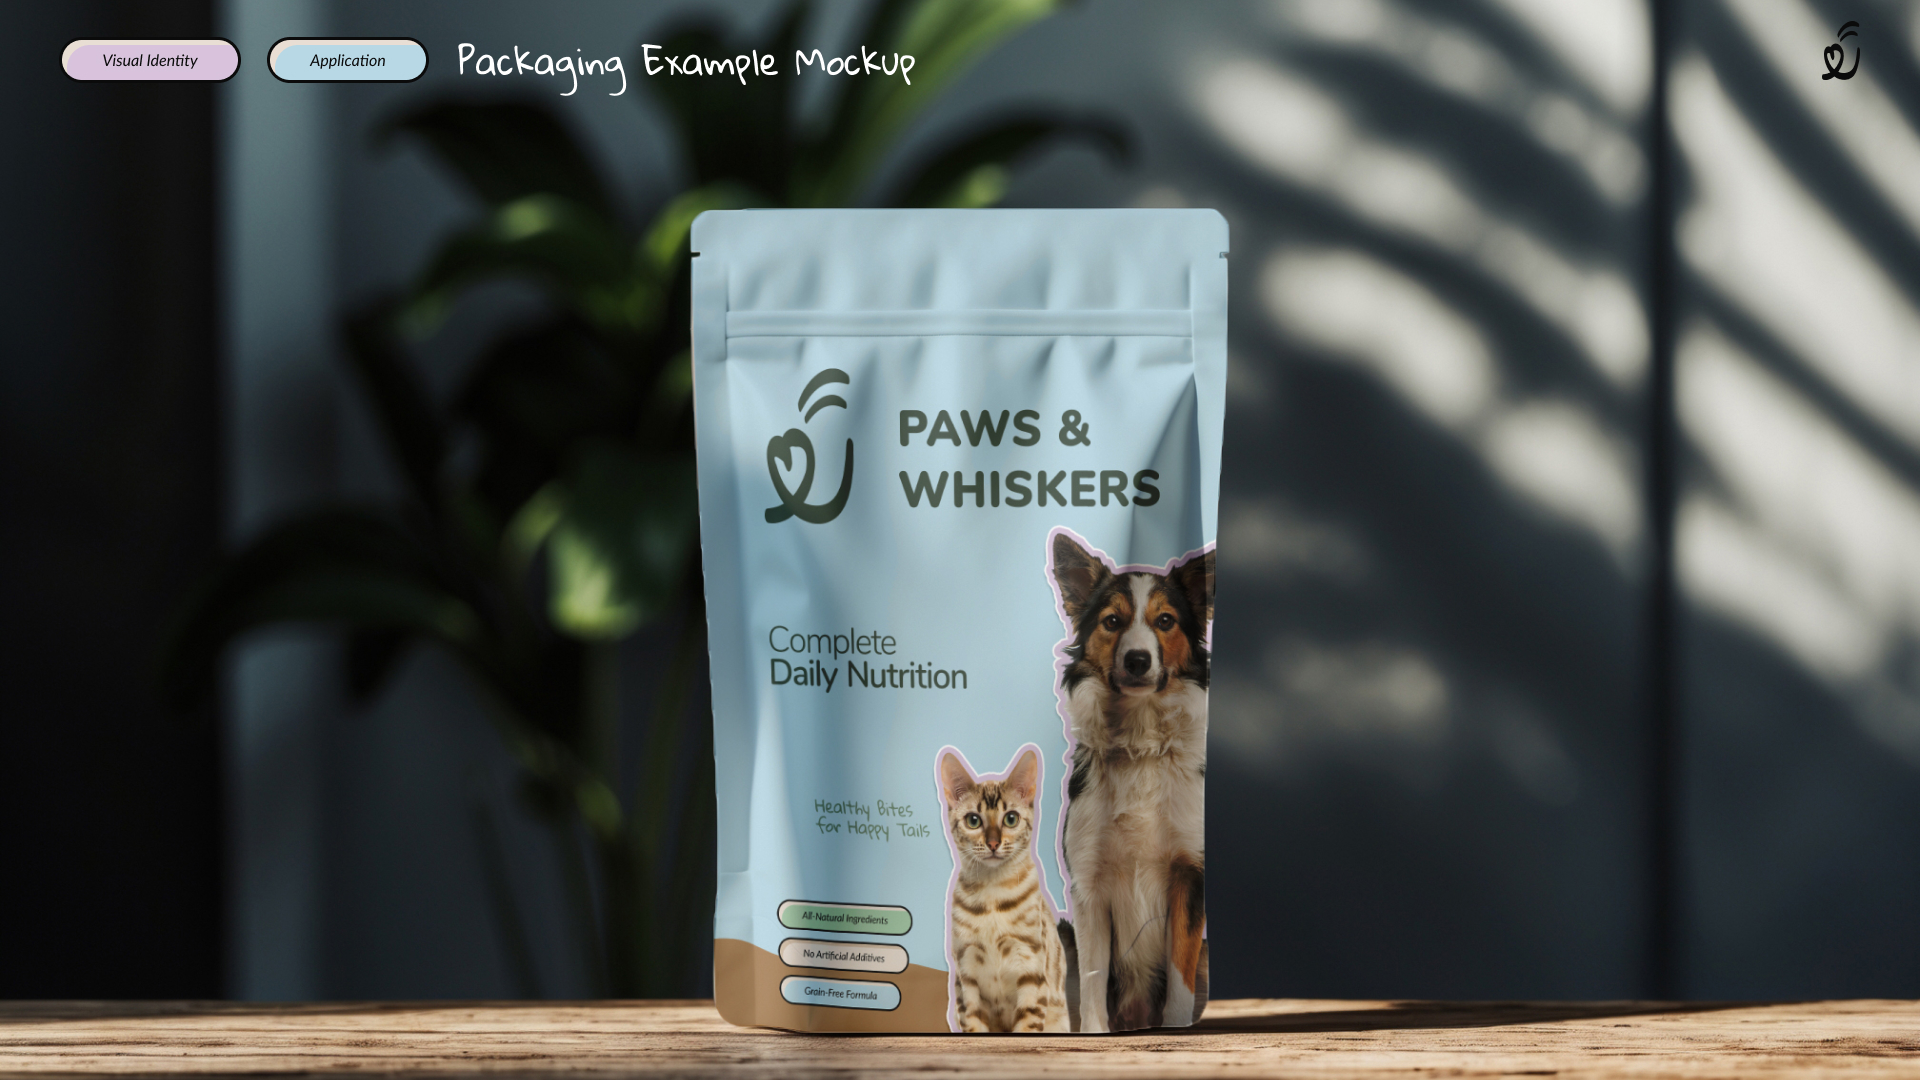 Visual Identity
Application
Packaging Example Mockup
PAWS &
WHISKERS
Complete
Daily Nutrition
Healthy Bites
for Happy Tails
All-Natural Ingredients
No Artificial Additives
Grain-Free Formula